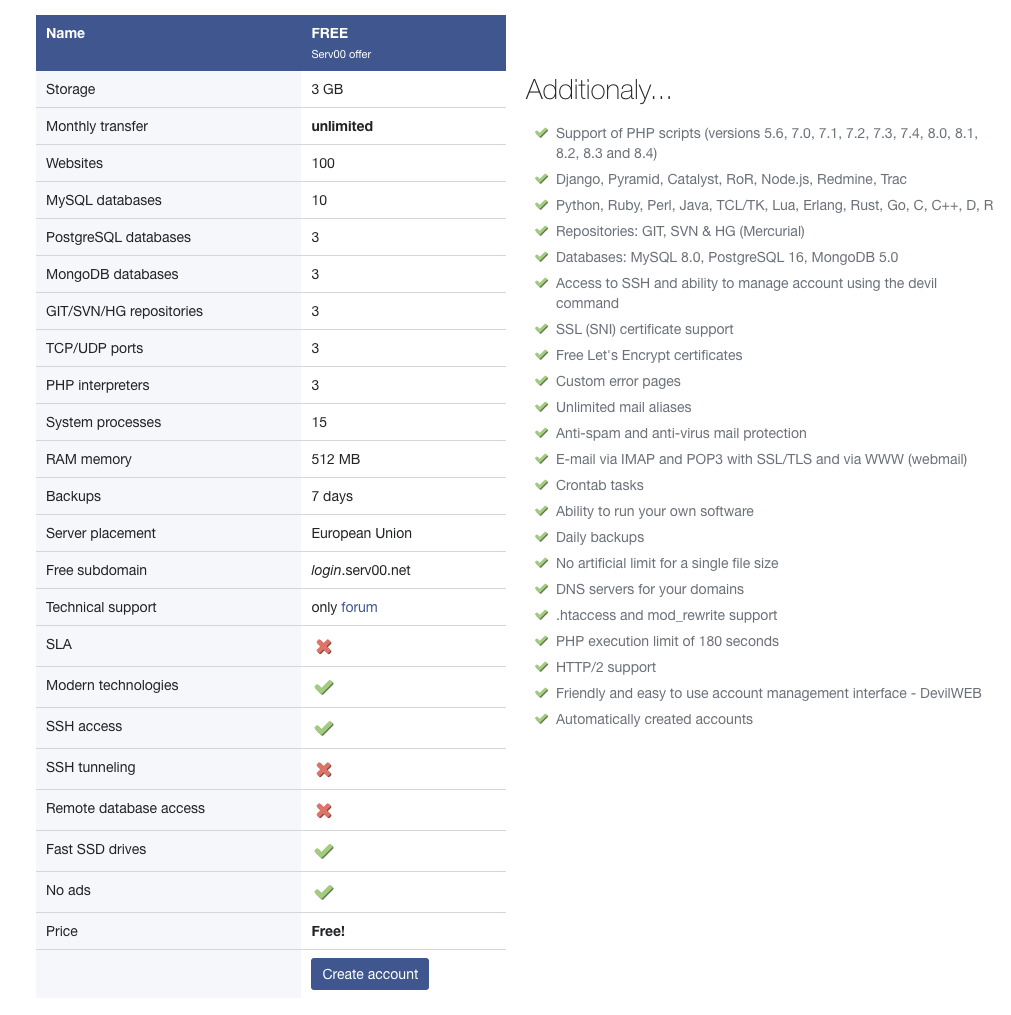 Name FREE
Serv00 offer
Storage 3 GB
Monthly transfer unlimited
Websites 100
MySQL databases 10
PostgreSQL databases 3
MongoDB databases 3
GIT/SVN/HG repositories 3
TCP/UDP ports 3
PHP interpreters 3
System processes 15
RAM memory 512 MB
Backups 7 days
Server placement European Union
Free subdomain login.serv00.net
Technical support only forum
SLA
Modern technologies
SSH access
SSH tunneling
Remote database access
Fast SSD drives
No ads
Price Free!
Create account
Additionaly...
Support of PHP scripts (versions 5.6, 7.0, 7.1, 7.2, 7.3, 7.4, 8.0, 8.1,
8.2, 8.3 and 8.4)
Django, Pyramid, Catalyst, RoR, Node.js, Redmine, Trac
Python, Ruby, Perl, Java, TCL/TK, Lua, Erlang, Rust, Go, C, C++, D, R
Repositories: GIT, SVN & HG (Mercurial)
Databases: MySQL 8.0, PostgreSQL 16, MongoDB 5.0
Access to SSH and ability to manage account using the devil
command
SSL (SNI) certificate support
Free Let's Encrypt certificates
Custom error pages
Unlimited mail aliases
Anti-spam and anti-virus mail protection
E-mail via IMAP and POP3 with SSL/TLS and via WWW (webmail)
Crontab tasks
Ability to run your own software
Daily backups
No artificial limit for a single file size
DNS servers for your domains
.htaccess and mod_rewrite support
PHP execution limit of 180 seconds
HTTP/2 support
Friendly and easy to use account management interface - DevilWEB
Automatically created accounts